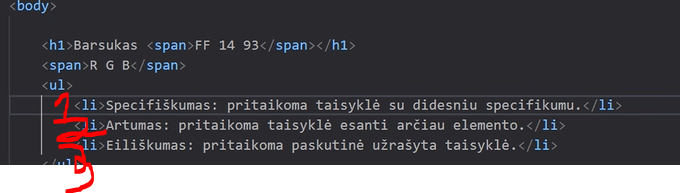 <body>
<h1>Barsukas <span>FF 14 93</span></h1>
<span>R G B</span>
<ul>
1 <li>Specifiškumas: pritaikoma taisyklė su didesniu specifikumu.</li>
2 <li>Artumas: pritaikoma taisyklė esanti arčiau elemento.</li>
3 <li>Eiliškumas: pritaikoma paskutinė užrašyta taisyklė.</li>
</ul>